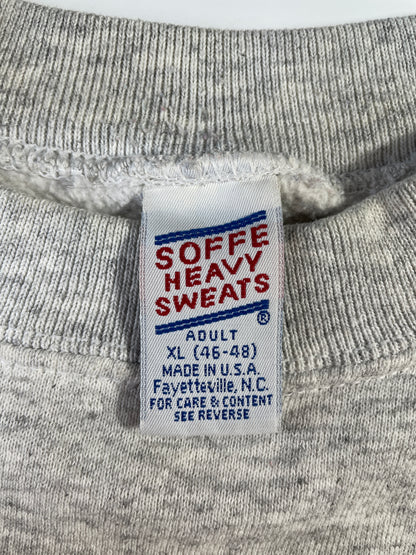 SOFFE
HEAVY
SWEATS
®
ADULT
XL (46-48)
MADE IN U.S.A.
Fayetteville, N.C.
FOR CARE & CONTENT
SEE REVERSE